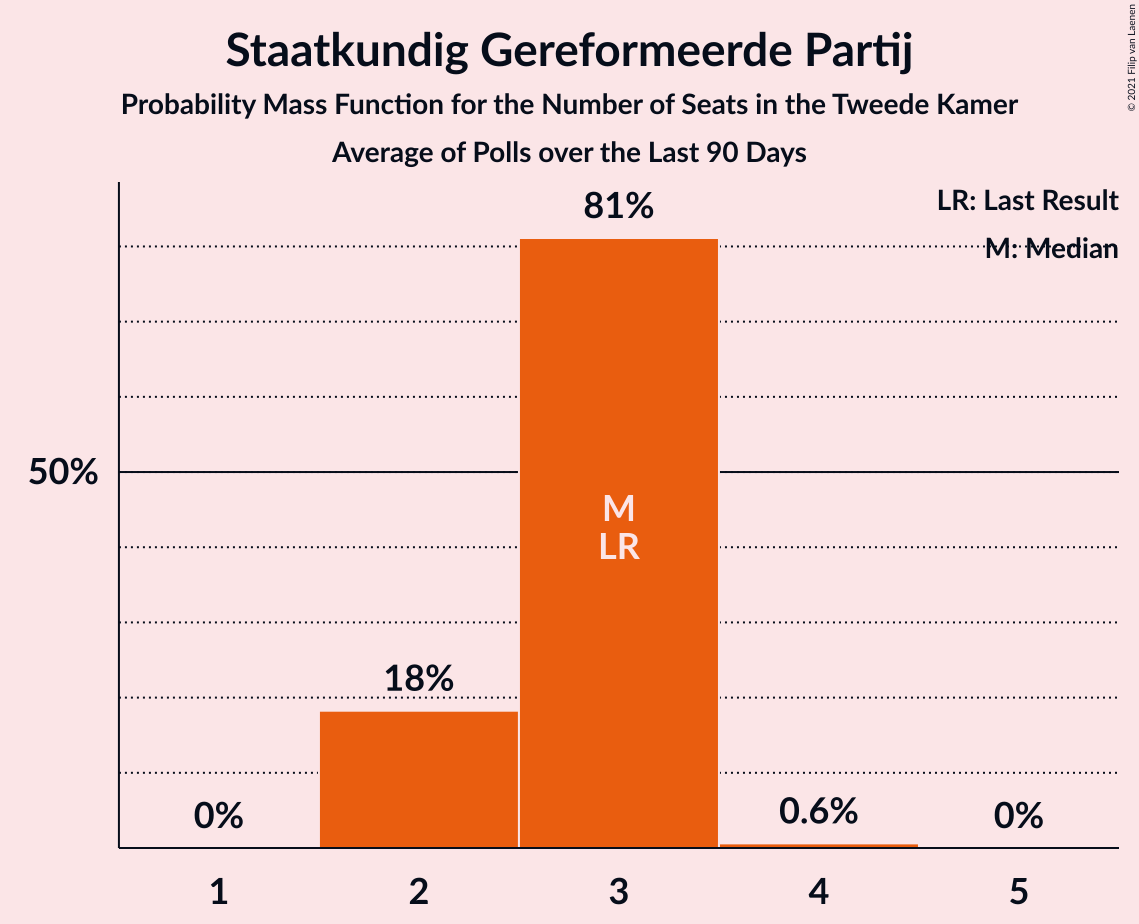 Staatkundig Gereformeerde Partij
Probability Mass Function for the Number of Seats in the Tweede Kamer
Average of Polls over the Last 90 Days
© 2021 Filip van Laenen
LR: Last Result
M: Median
81%
50%
M
LR
18%
0%
0.6%
0%
1
2
3
4
5